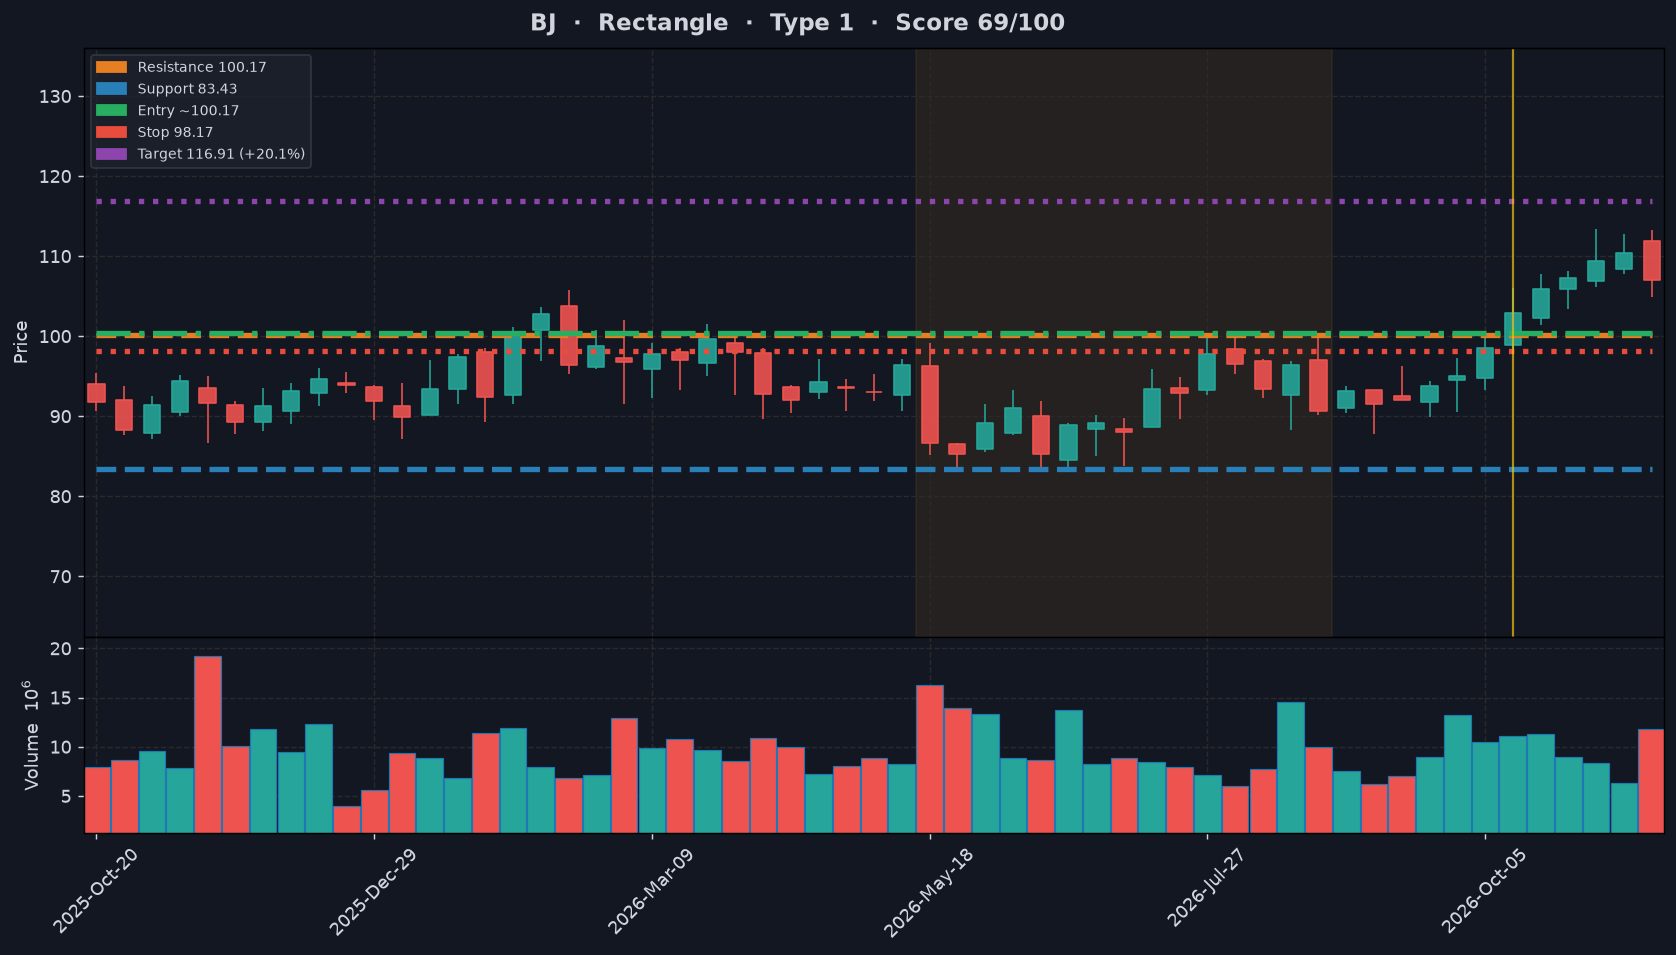 BJ · Rectangle · Type 1 · Score 69/100
Resistance 100.17
Support 83.43
Entry ~100.17
Stop 98.17
Target 116.91 (+20.1%)
Price
130
120
110
100
90
80
70
Volume 10⁶
20
15
10
5
2025-Oct-20
2025-Dec-29
2026-Mar-09
2026-May-18
2026-Jul-27
2026-Oct-05